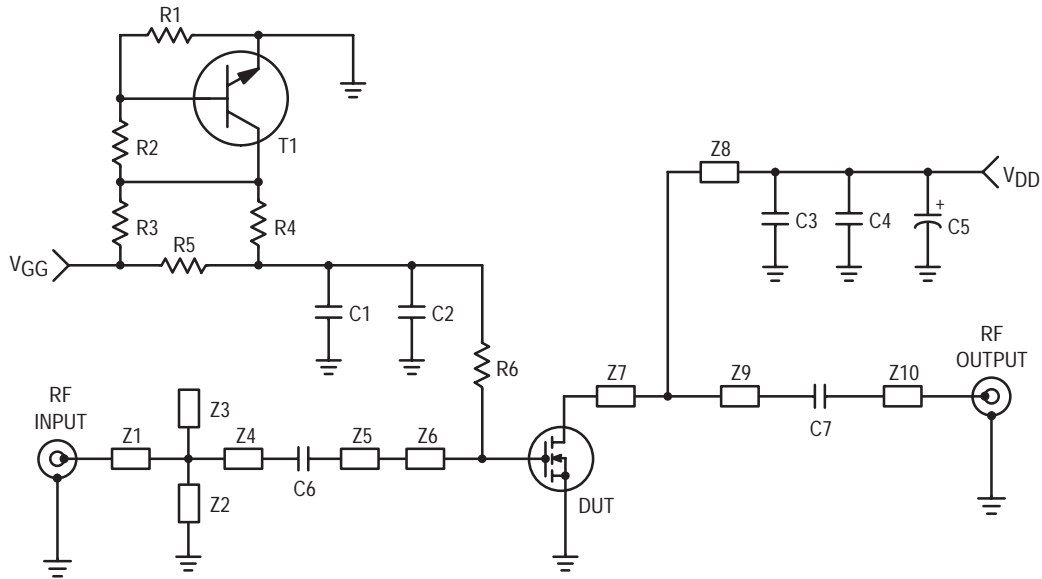 R1
T1
R2
R3
R4
R5
VGG
C1
C2
R6
Z8
VDD
C3
C4
+
C5
RF
INPUT
Z1
Z3
Z2
Z4
C6
Z5
Z6
DUT
Z7
Z9
C7
Z10
RF
OUTPUT